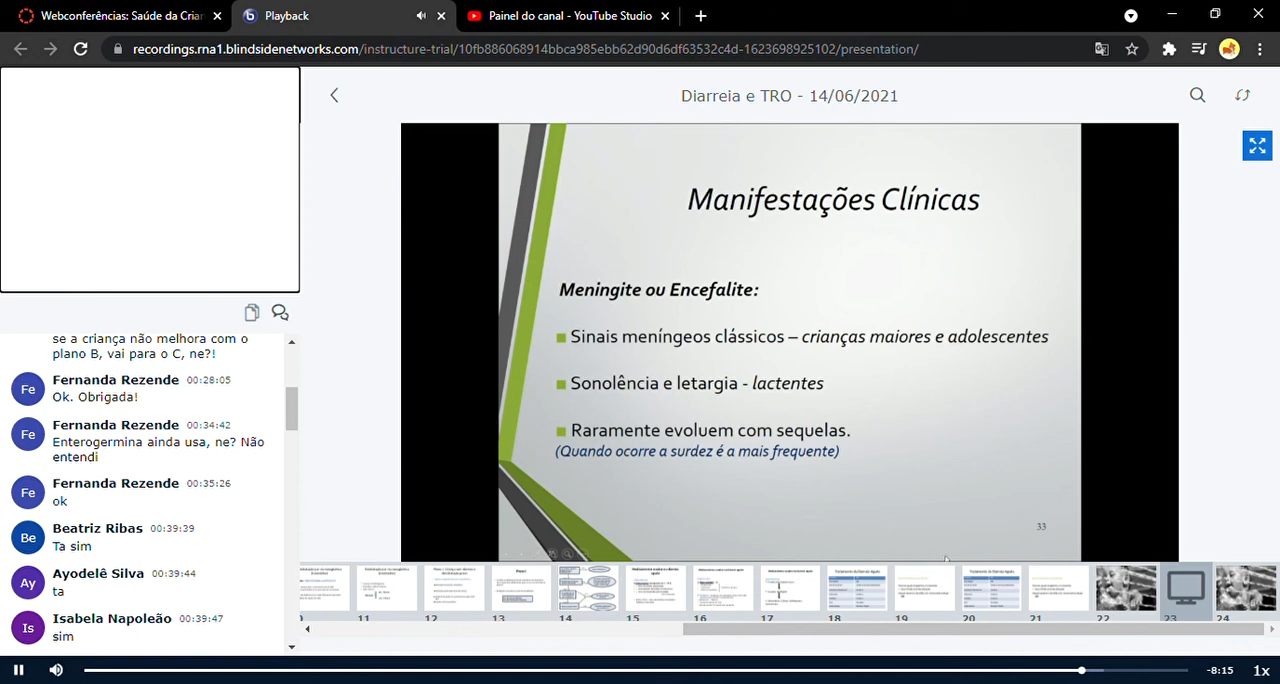 Webconferências: Saúde da Crian
Playback
Painel do canal - YouTube Studio
recordings.rna1.blindsidenetworks.com/instructure-trial/10fb886068914bbca985ebb62d90d6df63532c4d-1623698925102/presentation/
Diarreia e TRO - 14/06/2021
Manifestações Clínicas
Meningite ou Encefalite:
Sinais meníngeos clássicos – crianças maiores e adolescentes
Sonolência e letargia - lactentes
Raramente evoluem com sequelas.
(Quando ocorre a surdez é a mais frequente)
33
se a criança não melhora com o
plano B, vai para o C, ne?!
Fe
Fernanda Rezende 00:28:05
Ok. Obrigada!
Fe
Fernanda Rezende 00:34:42
Enterogermina ainda usa, ne? Não
entendi
Fe
Fernanda Rezende 00:35:26
ok
Be
Beatriz Ribas 00:39:39
Ta sim
Ay
Ayodelê Silva 00:39:44
ta
Is
Isabela Napoleão 00:39:47
sim
11 12 13 14 15 16 17 18 19 20 21 22 23 24
-8:15 1x